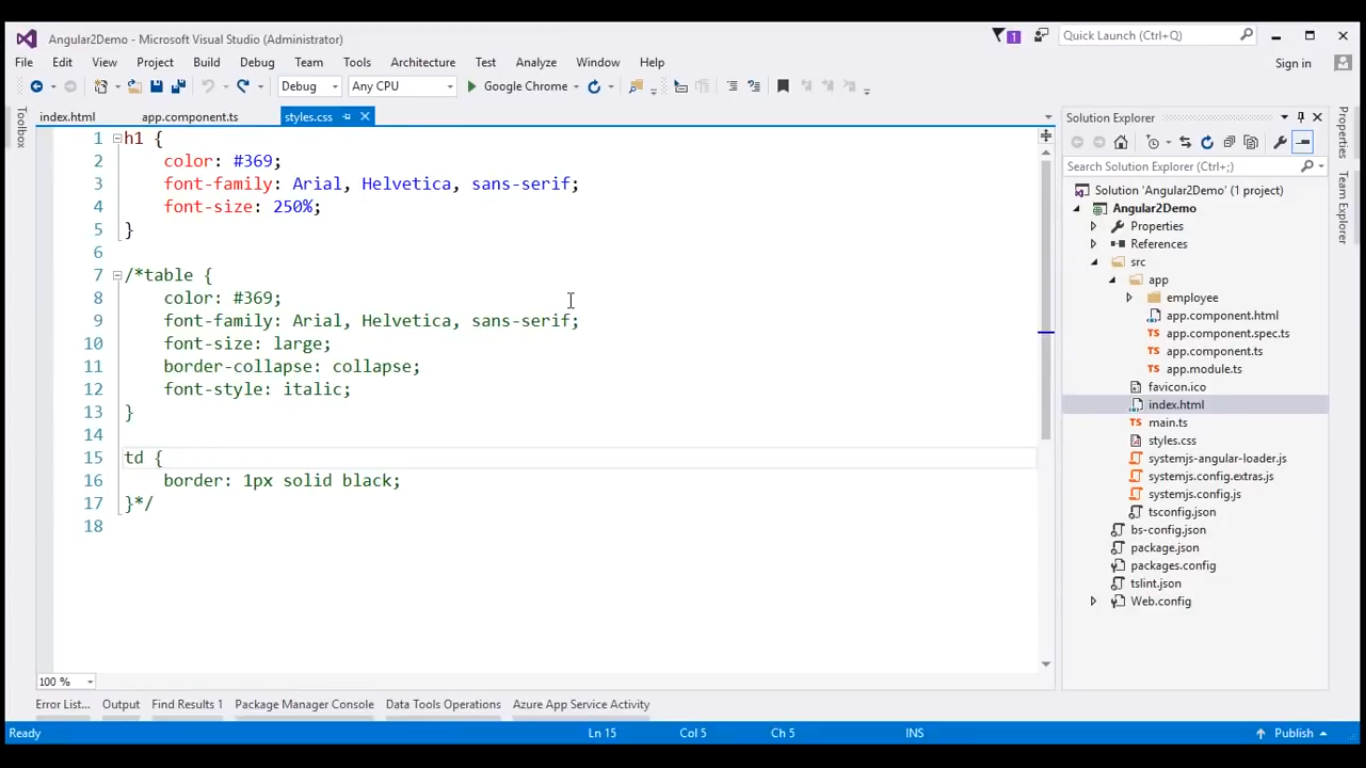 Angular2Demo - Microsoft Visual Studio (Administrator)
1
Quick Launch (Ctrl+Q)
File Edit View Project Build Debug Team Tools Architecture Test Analyze Window Help
Sign in
Debug Any CPU Google Chrome
Toolbox
index.html app.component.ts styles.css
1 h1 {
2 color: #369;
3 font-family: Arial, Helvetica, sans-serif;
4 font-size: 250%;
5 }
6
7 /*table {
8 color: #369;
9 font-family: Arial, Helvetica, sans-serif;
10 font-size: large;
11 border-collapse: collapse;
12 font-style: italic;
13 }
14
15 td {
16 border: 1px solid black;
17 }*/
18
100 %
Solution Explorer
Search Solution Explorer (Ctrl+;)
Solution 'Angular2Demo' (1 project)
Angular2Demo
Properties
References
src
app
employee
app.component.html
TS app.component.spec.ts
TS app.component.ts
TS app.module.ts
favicon.ico
index.html
TS main.ts
styles.css
systemjs-angular-loader.js
systemjs.config.extras.js
systemjs.config.js
tsconfig.json
bs-config.json
package.json
packages.config
tslint.json
Web.config
Properties
Team Explorer
Error List... Output Find Results 1 Package Manager Console Data Tools Operations Azure App Service Activity
Ready Ln 15 Col 5 Ch 5 INS Publish